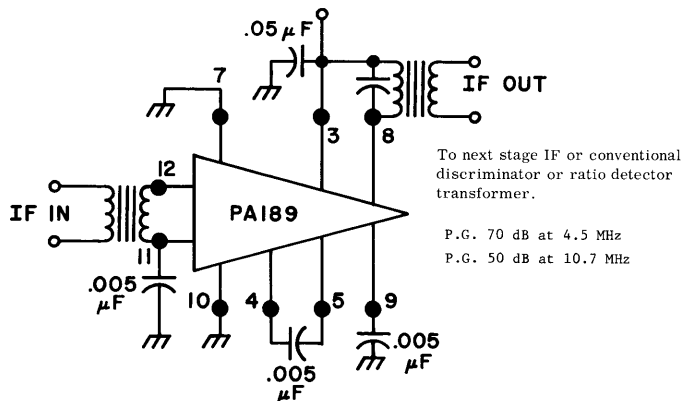 .05 μF
7
3
8
IF OUT
To next stage IF or conventional
discriminator or ratio detector
transformer.
P.G. 70 dB at 4.5 MHz
P.G. 50 dB at 10.7 MHz
12
IF IN
PA189
11
.005
μF
10
4
5
9
.005
μF
.005
μF